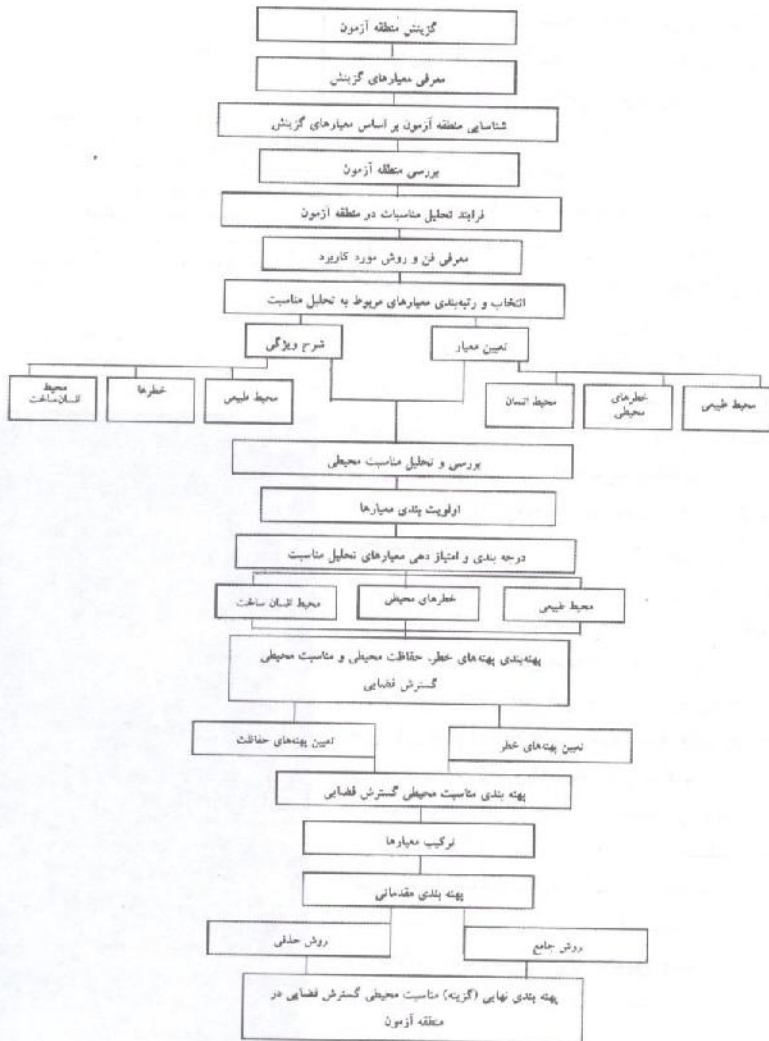 گزینش منطقه آزمون
معرفی معیارهای گزینش
شناسایی منطقه آزمون بر اساس معیارهای گزینش
بررسی منطقه آزمون
فرایند تحلیل مناسبات در منطقه آزمون
معرفی فن و روش مورد کاربرد
انتخاب و رتبه‌بندی معیارهای مربوط به تحلیل مناسبت
تعیین معیار
شرح ویژگی
محیط طبیعی
خطرهای
محیطی
محیط انسان
محیط طبیعی
خطرها
محیط
انسان‌ساخت
بررسی و تحلیل مناسبت محیطی
اولویت بندی معیارها
درجه بندی و امتیاز دهی معیارهای تحلیل مناسبت
محیط طبیعی
خطرهای محیطی
محیط انسان ساخت
پهنه‌بندی پهنه‌های خطر، حفاظت محیطی و مناسبت محیطی
گسترش فضایی
تعیین پهنه‌های خطر
تعیین پهنه‌های حفاظت
پهنه بندی مناسبت محیطی گسترش فضایی
ترکیب معیارها
پهنه بندی مقدماتی
روش جامع
روش حذفی
پهنه بندی نهایی (گزینه) مناسبت محیطی گسترش فضایی در
منطقه آزمون